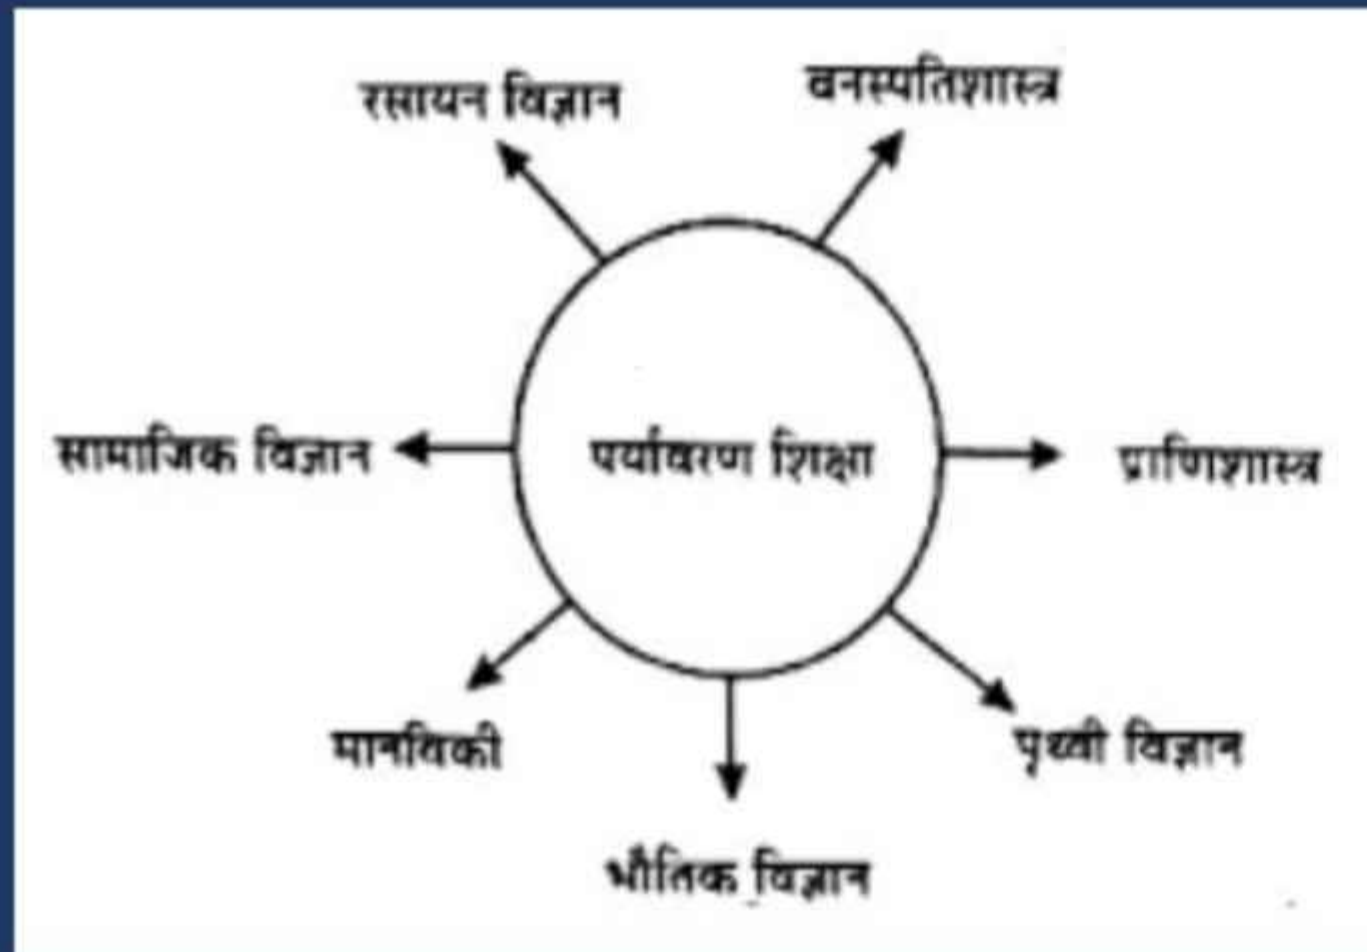 रसायन विज्ञान
वनस्पतिशास्त्र
सामाजिक विज्ञान
पर्यावरण शिक्षा
प्राणिशास्त्र
मानविकी
पृथ्वी विज्ञान
भौतिक विज्ञान